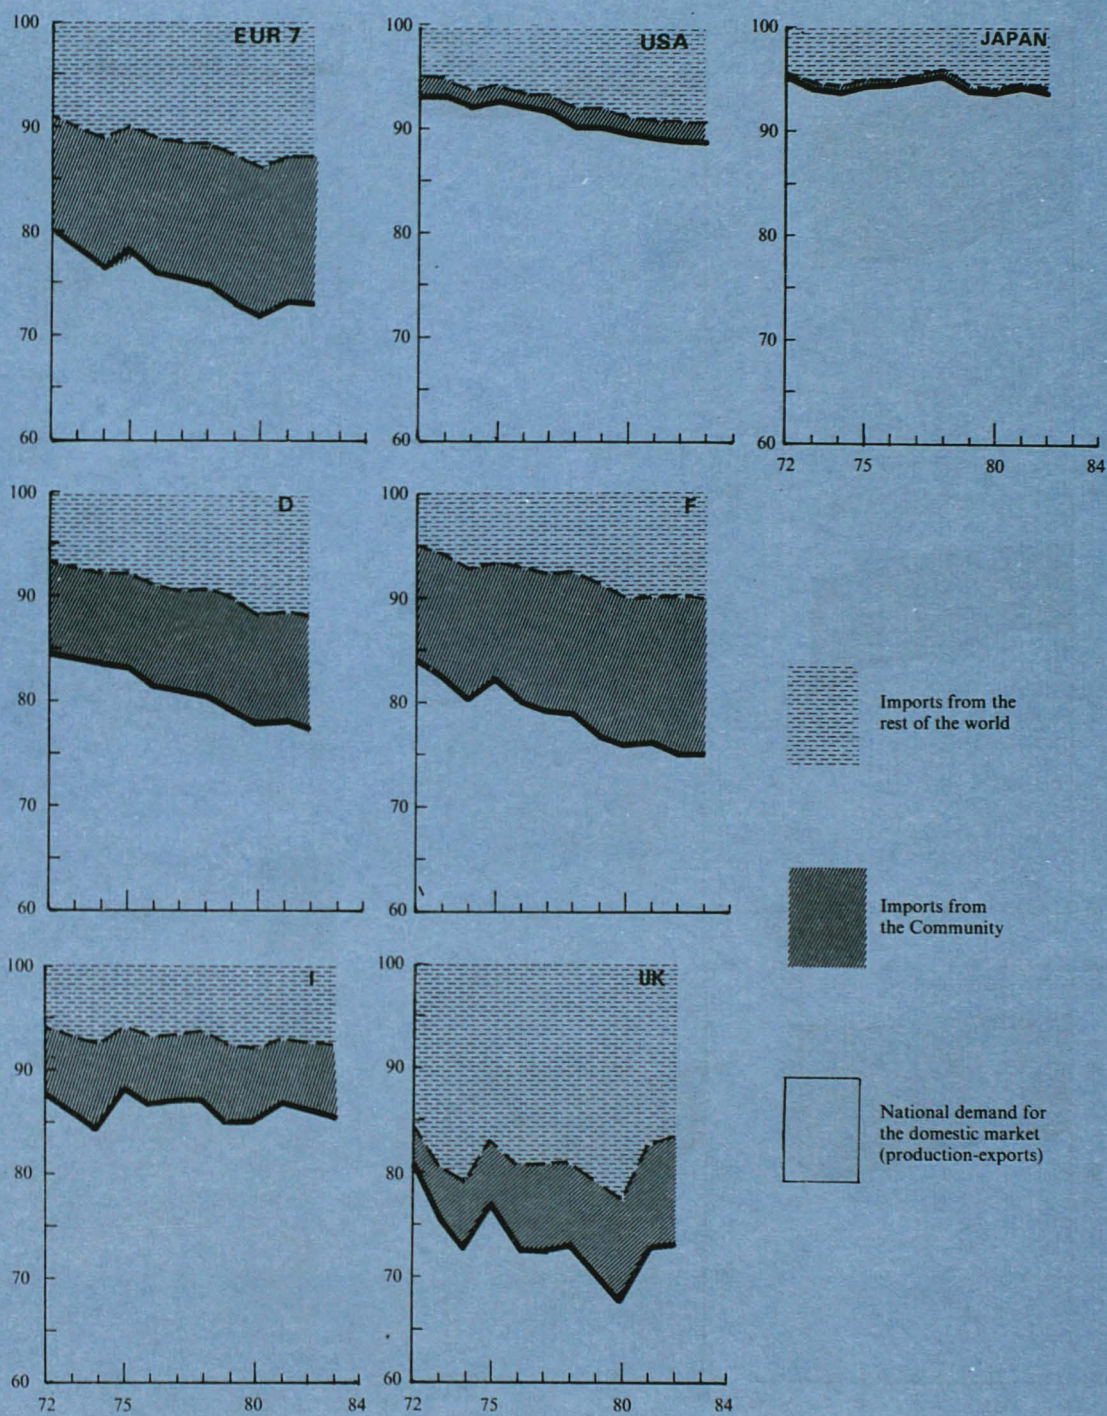 EUR 7
100
90
80
70
60
USA
100
90
80
70
60
JAPAN
100
90
80
70
60
72 75 80 84
D
100
90
80
70
60
F
100
90
80
70
60
Imports from the
rest of the world
Imports from
the Community
National demand for
the domestic market
(production-exports)
I
100
90
80
70
60
72 75 80 84
UK
100
90
80
70
60
72 75 80 84